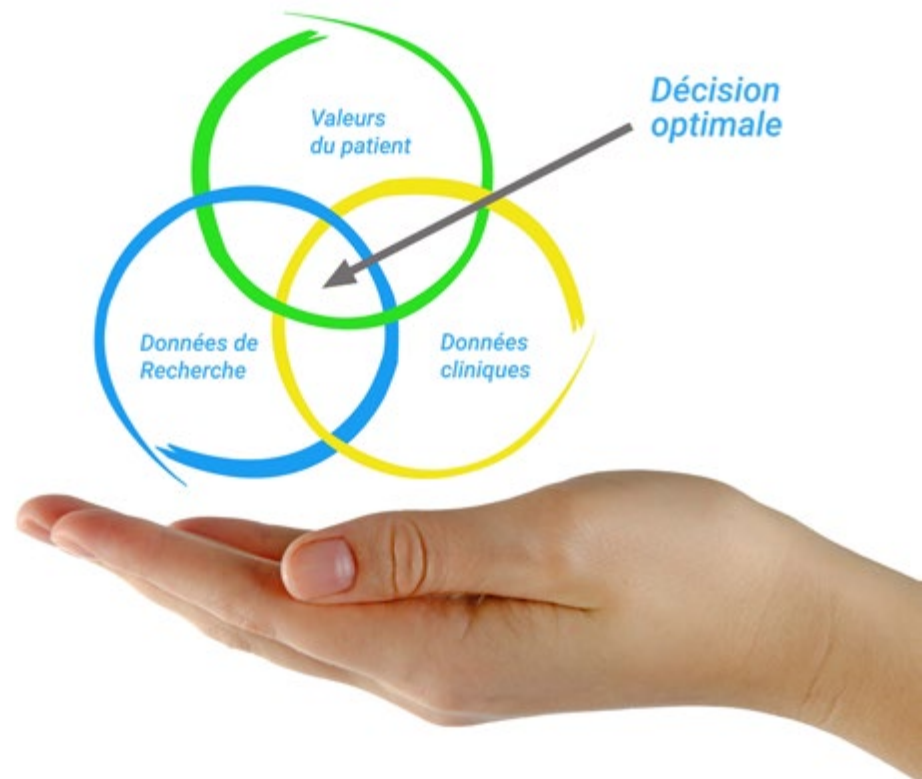 Valeurs
du patient
Décision
optimale
Données de
Recherche
Données
cliniques